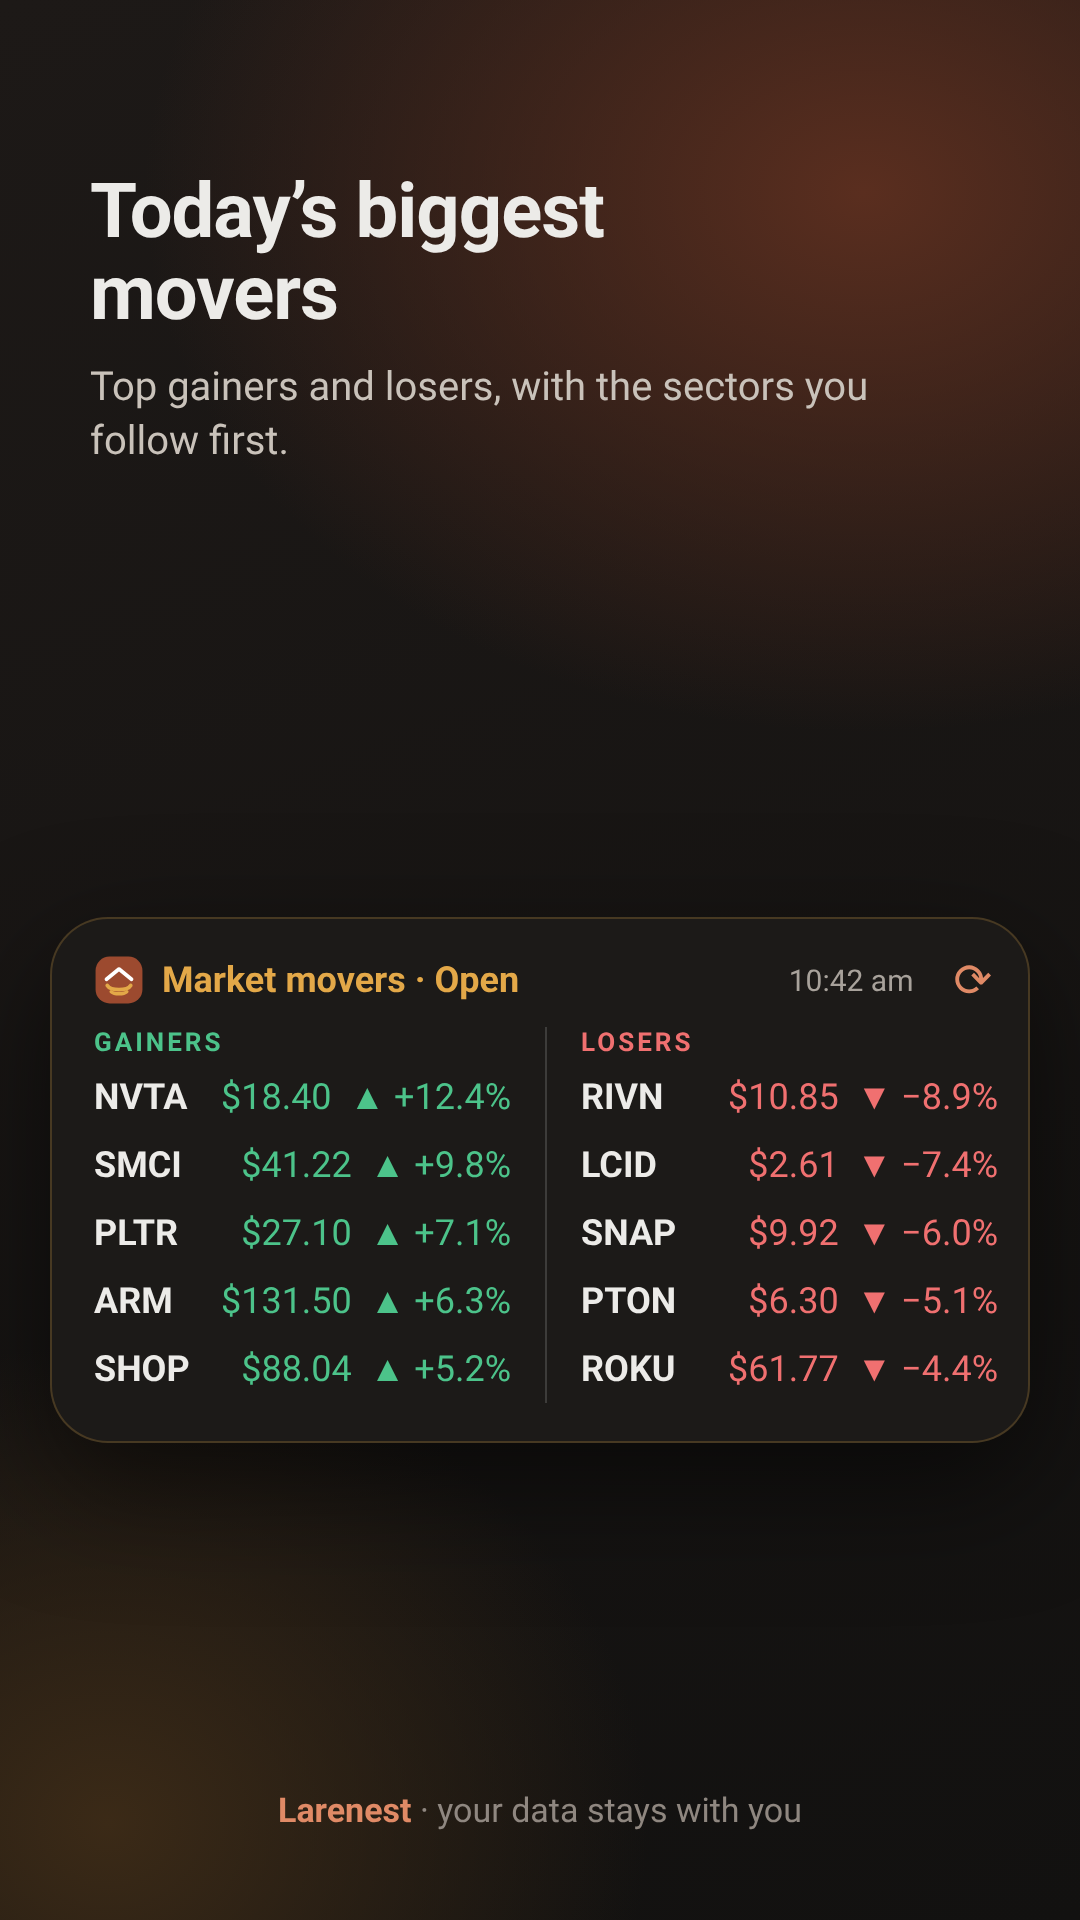 Today’s biggest
movers
Top gainers and losers, with the sectors you
follow first.
Market movers · Open 10:42 am ⟳
GAINERS
NVTA $18.40 ▲ +12.4%
SMCI $41.22 ▲ +9.8%
PLTR $27.10 ▲ +7.1%
ARM $131.50 ▲ +6.3%
SHOP $88.04 ▲ +5.2%
LOSERS
RIVN $10.85 ▼ −8.9%
LCID $2.61 ▼ −7.4%
SNAP $9.92 ▼ −6.0%
PTON $6.30 ▼ −5.1%
ROKU $61.77 ▼ −4.4%
Larenest · your data stays with you